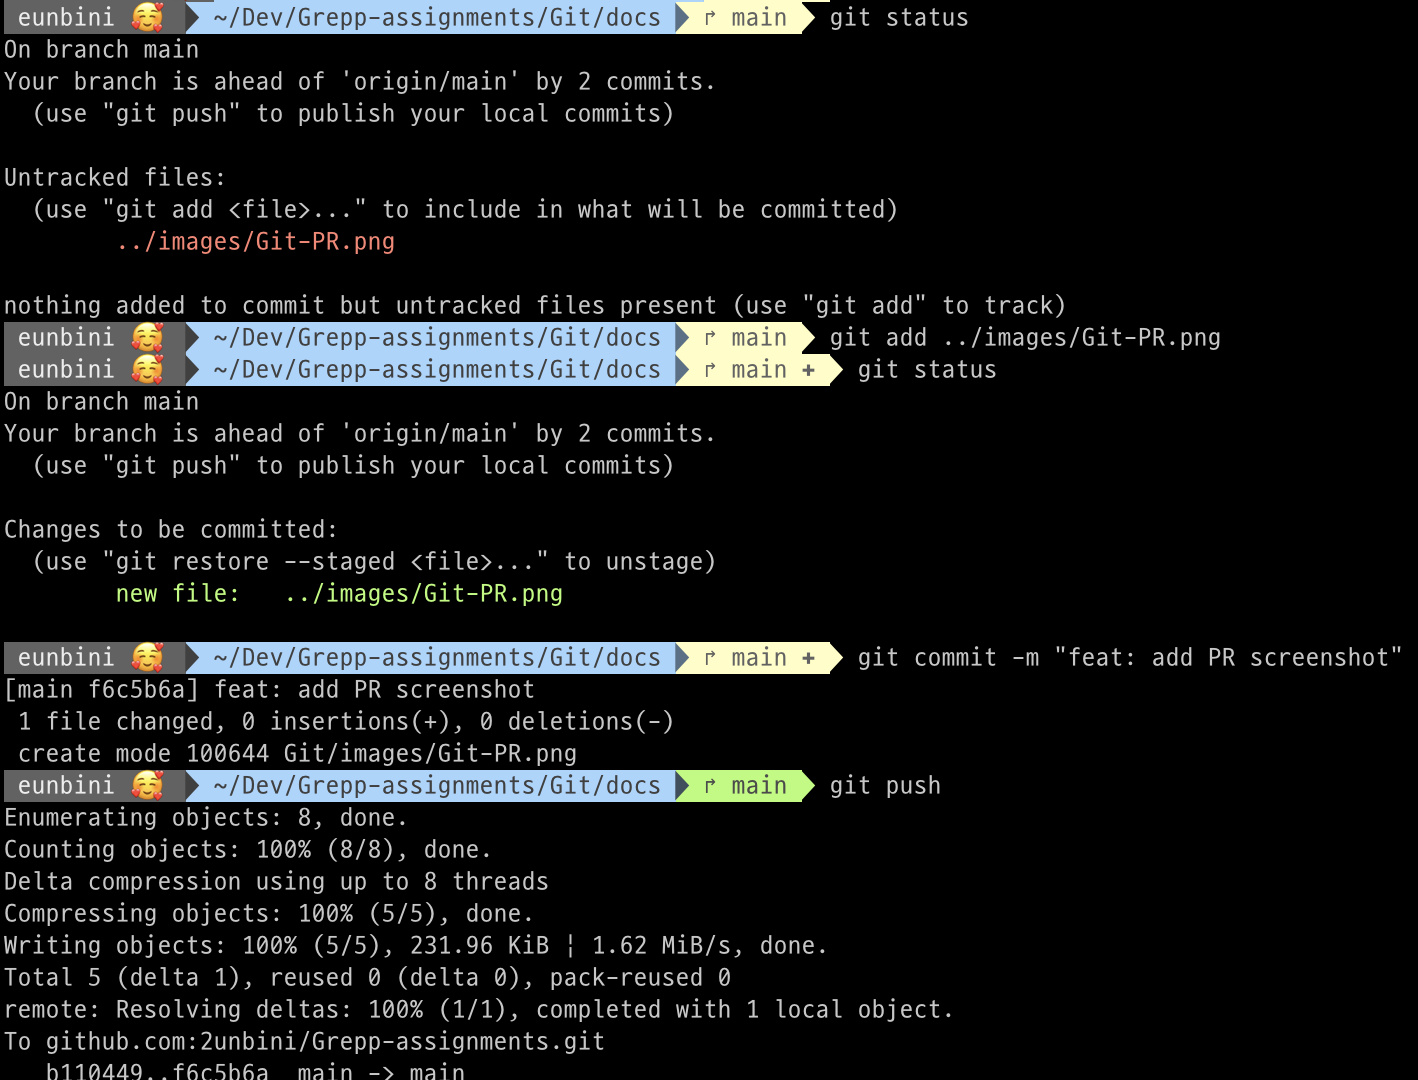 eunbini 🥰 ~/Dev/Grepp-assignments/Git/docs ↱ main git status
On branch main
Your branch is ahead of 'origin/main' by 2 commits.
  (use "git push" to publish your local commits)

Untracked files:
  (use "git add <file>..." to include in what will be committed)
        ../images/Git-PR.png

nothing added to commit but untracked files present (use "git add" to track)
eunbini 🥰 ~/Dev/Grepp-assignments/Git/docs ↱ main git add ../images/Git-PR.png
eunbini 🥰 ~/Dev/Grepp-assignments/Git/docs ↱ main + git status
On branch main
Your branch is ahead of 'origin/main' by 2 commits.
  (use "git push" to publish your local commits)

Changes to be committed:
  (use "git restore --staged <file>..." to unstage)
        new file:   ../images/Git-PR.png

eunbini 🥰 ~/Dev/Grepp-assignments/Git/docs ↱ main + git commit -m "feat: add PR screenshot"
[main f6c5b6a] feat: add PR screenshot
 1 file changed, 0 insertions(+), 0 deletions(-)
 create mode 100644 Git/images/Git-PR.png
eunbini 🥰 ~/Dev/Grepp-assignments/Git/docs ↱ main git push
Enumerating objects: 8, done.
Counting objects: 100% (8/8), done.
Delta compression using up to 8 threads
Compressing objects: 100% (5/5), done.
Writing objects: 100% (5/5), 231.96 KiB ¦ 1.62 MiB/s, done.
Total 5 (delta 1), reused 0 (delta 0), pack-reused 0
remote: Resolving deltas: 100% (1/1), completed with 1 local object.
To github.com:2unbini/Grepp-assignments.git
   b110449..f6c5b6a  main -> main